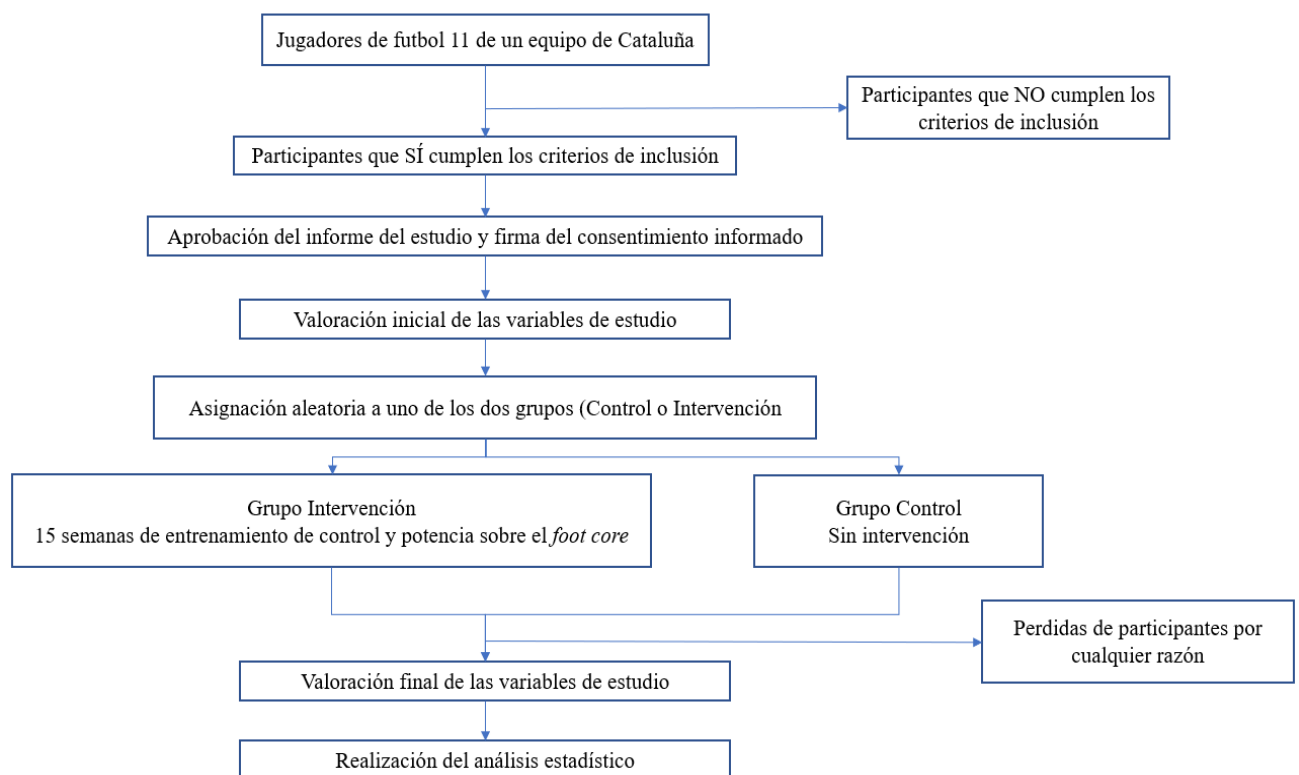 Jugadores de futbol 11 de un equipo de Cataluña
Participantes que NO cumplen los
criterios de inclusión
Participantes que SÍ cumplen los criterios de inclusión
Aprobación del informe del estudio y firma del consentimiento informado
Valoración inicial de las variables de estudio
Asignación aleatoria a uno de los dos grupos (Control o Intervención
Grupo Intervención
15 semanas de entrenamiento de control y potencia sobre el foot core
Grupo Control
Sin intervención
Perdidas de participantes por
cualquier razón
Valoración final de las variables de estudio
Realización del análisis estadístico